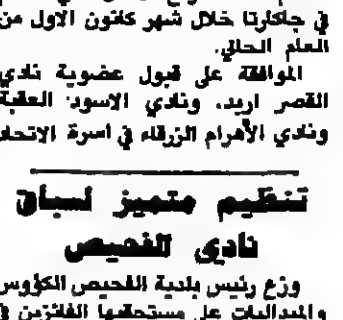 في جاكارتا خلال شهر كانون الاول من
العام الحالي.
الموافقة على قبول عضوية نادي
القصر اربد، ونادي الاسود العقبة
ونادي الأهرام الزرقاء في اسرة الاتحاد
تنظيم متميز لسباق
نادي الفحيص
وزع رئيس بلدية الفحيص الكؤوس
والميداليات على مستحقيها الفائزين في